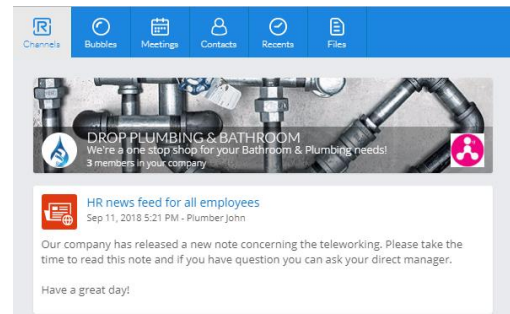 Channels
Bubbles
Meetings
Contacts
Recents
Files
DROP PLUMBING & BATHROOM
We're a one stop shop for your Bathroom & Plumbing needs!
3 members in your company
HR news feed for all employees
Sep 11, 2018 5:21 PM - Plumber John
Our company has released a new note concerning the teleworking. Please take the
time to read this note and if you have question you can ask your direct manager.
Have a great day!